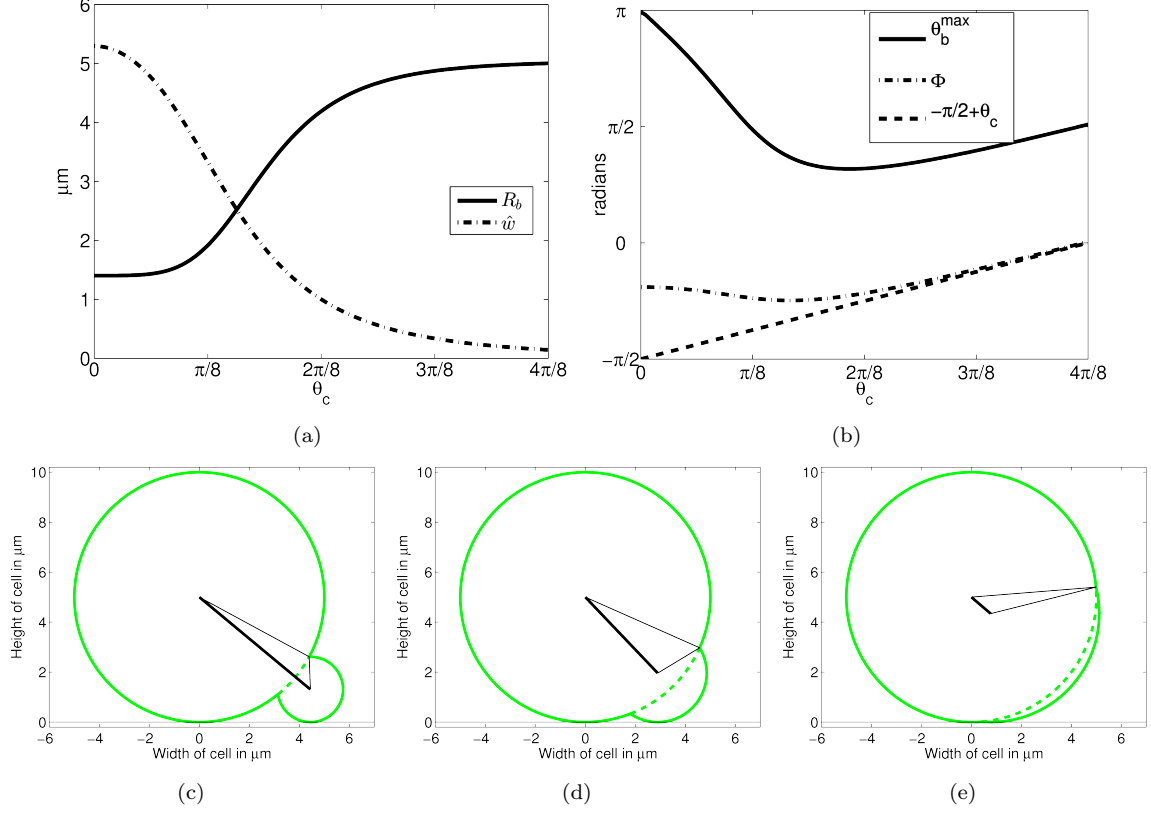 6
5
4
3
2
1
0
μm
0 π/8 2π/8 3π/8 4π/8
θc
Rb
ŵ
(a)
π
π/2
0
−π/2
radians
0 π/8 2π/8 3π/8 4π/8
θc
θb max
Φ
−π/2+θc
(b)
10
8
6
4
2
0
Height of cell in μm
−6 −4 −2 0 2 4 6
Width of cell in μm
(c)
10
8
6
4
2
0
Height of cell in μm
−6 −4 −2 0 2 4 6
Width of cell in μm
(d)
10
8
6
4
2
0
Height of cell in μm
−6 −4 −2 0 2 4 6
Width of cell in μm
(e)